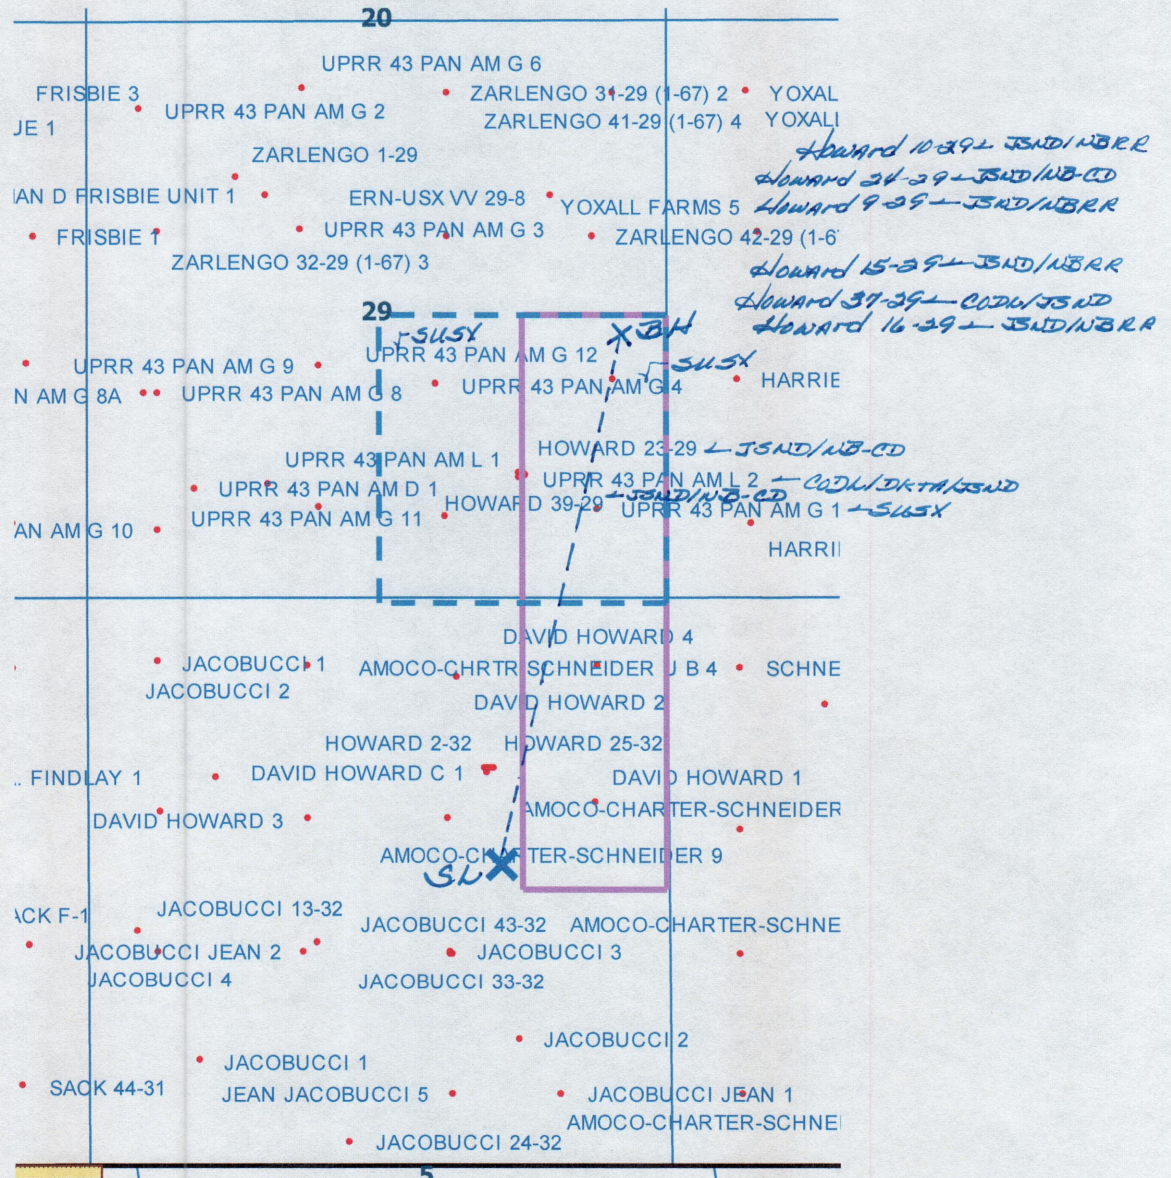 20
UPRR 43 PAN AM G 6
FRISBIE 3
ZARLENGO 31-29 (1-67) 2
YOXAL
UPRR 43 PAN AM G 2
JE 1
ZARLENGO 41-29 (1-67) 4
YOXALL
Howard 10-29 - JSND/NBRR
ZARLENGO 1-29
Howard 24-29 - JSND/NB-CD
AN D FRISBIE UNIT 1
ERN-USX VV 29-8
YOXALL FARMS 5
Howard 9-29 - JSND/NBRR
FRISBIE 1
UPRR 43 PAN AM G 3
ZARLENGO 42-29 (1-6
ZARLENGO 32-29 (1-67) 3
Howard 15-29 - JSND/NBRR
Howard 37-29 - CODL/JSND
29
Howard 16-29 - JSND/NBRR
SUSX
BH
UPRR 43 PAN AM G 12
SUSX
UPRR 43 PAN AM G 9
N AM G 8A
UPRR 43 PAN AM G 8
UPRR 43 PAN AM G 4
HARRIE
HOWARD 23-29 - JSND/NB-CD
UPRR 43 PAN AM L 1
UPRR 43 PAN AM L 2 - CODL/DKTA/JSND
UPRR 43 PAN AM D 1
HOWARD 39-29 - JSND/NB-CD
UPRR 43 PAN AM G 1 - SUSX
UPRR 43 PAN AM G 11
AN AM G 10
HARRI
DAVID HOWARD 4
JACOBUCCI 1
AMOCO-CHRTR SCHNEIDER U B 4
SCHNE
JACOBUCCI 2
DAVID HOWARD 2
HOWARD 2-32
HOWARD 25-32
. FINDLAY 1
DAVID HOWARD C 1
DAVID HOWARD 1
AMOCO-CHARTER-SCHNEIDER
DAVID HOWARD 3
AMOCO-CHARTER-SCHNEIDER 9
SL
ACK F-1
JACOBUCCI 13-32
JACOBUCCI 43-32
AMOCO-CHARTER-SCHNE
JACOBUCCI JEAN 2
JACOBUCCI 3
JACOBUCCI 4
JACOBUCCI 33-32
JACOBUCCI 2
JACOBUCCI 1
SACK 44-31
JEAN JACOBUCCI 5
JACOBUCCI JEAN 1
AMOCO-CHARTER-SCHNEI
JACOBUCCI 24-32
5